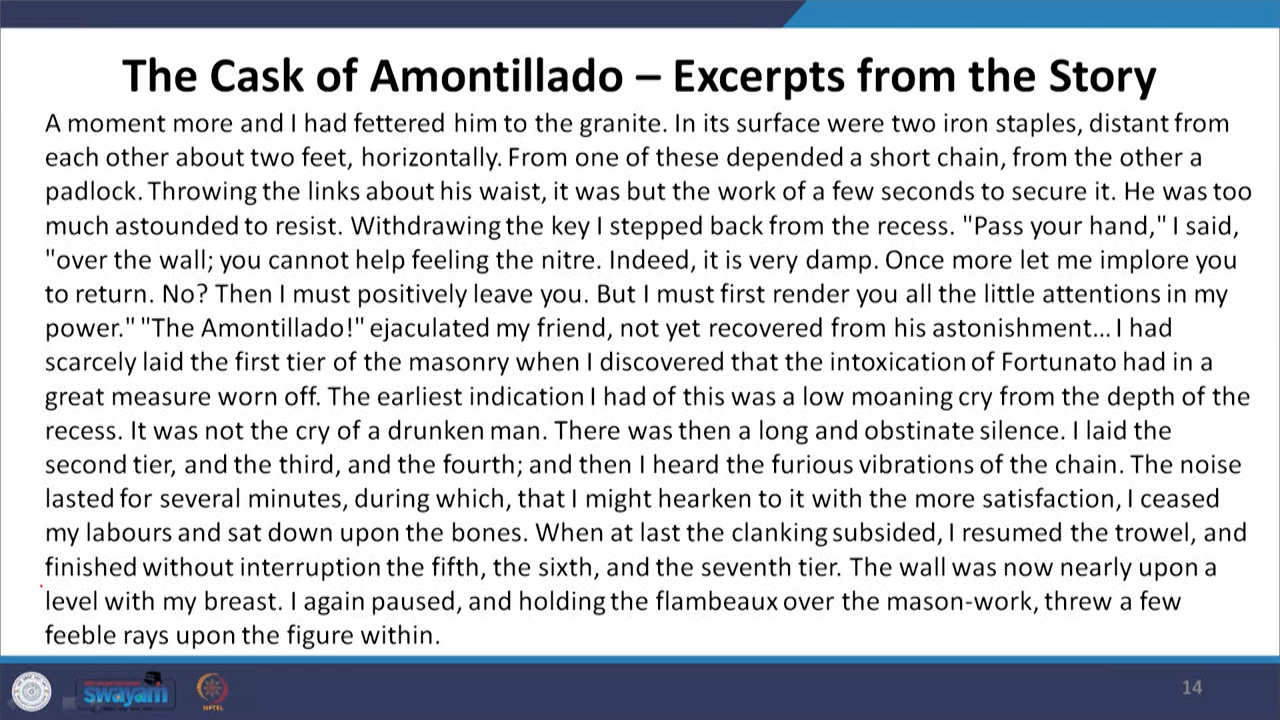 The Cask of Amontillado – Excerpts from the Story
A moment more and I had fettered him to the granite. In its surface were two iron staples, distant from
each other about two feet, horizontally. From one of these depended a short chain, from the other a
padlock. Throwing the links about his waist, it was but the work of a few seconds to secure it. He was too
much astounded to resist. Withdrawing the key I stepped back from the recess. "Pass your hand," I said,
"over the wall; you cannot help feeling the nitre. Indeed, it is very damp. Once more let me implore you
to return. No? Then I must positively leave you. But I must first render you all the little attentions in my
power." "The Amontillado!" ejaculated my friend, not yet recovered from his astonishment... I had
scarcely laid the first tier of the masonry when I discovered that the intoxication of Fortunato had in a
great measure worn off. The earliest indication I had of this was a low moaning cry from the depth of the
recess. It was not the cry of a drunken man. There was then a long and obstinate silence. I laid the
second tier, and the third, and the fourth; and then I heard the furious vibrations of the chain. The noise
lasted for several minutes, during which, that I might hearken to it with the more satisfaction, I ceased
my labours and sat down upon the bones. When at last the clanking subsided, I resumed the trowel, and
finished without interruption the fifth, the sixth, and the seventh tier. The wall was now nearly upon a
level with my breast. I again paused, and holding the flambeaux over the mason-work, threw a few
feeble rays upon the figure within.
swayam
NPTEL
14